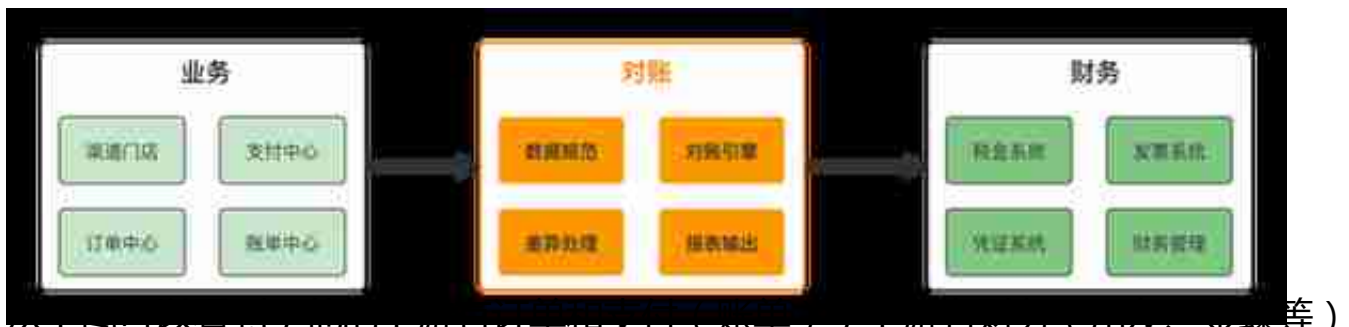 业务
渠道门店
支付中心
订单中心
账单中心
对账
数据规范
对账引擎
差异处理
报表输出
财务
税金系统
发票系统
凭证系统
财务管理
等）